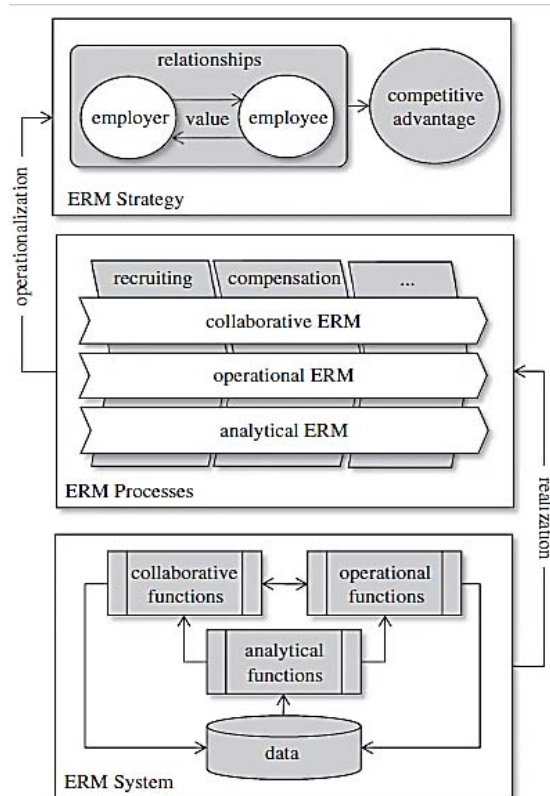 relationships
employer
value
employee
competitive
advantage
ERM Strategy
operationalization
recruiting
compensation
...
collaborative ERM
operational ERM
analytical ERM
ERM Processes
realization
collaborative
functions
operational
functions
analytical
functions
data
ERM System